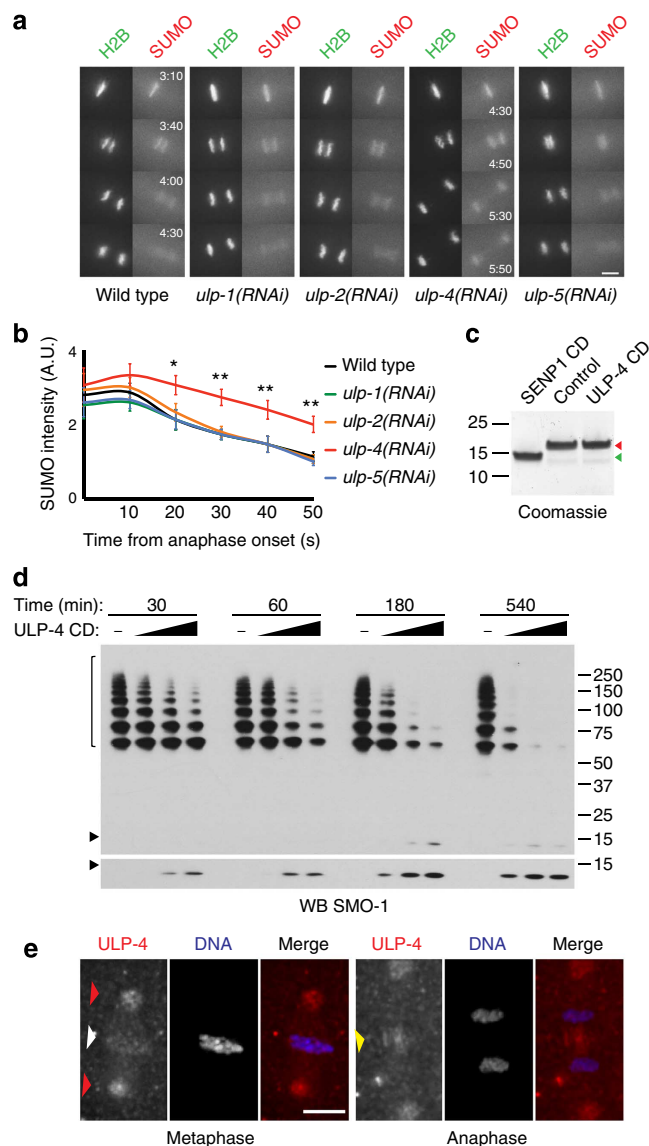 a
H2B SUMO H2B SUMO H2B SUMO H2B SUMO H2B SUMO
3:10
3:40
4:00
4:30
4:30
4:50
5:30
5:50
Wild type ulp-1(RNAi) ulp-2(RNAi) ulp-4(RNAi) ulp-5(RNAi)
b
SUMO intensity (A.U.)
4
2
0
* ** ** **
10 20 30 40 50
Time from anaphase onset (s)
Wild type
ulp-1(RNAi)
ulp-2(RNAi)
ulp-4(RNAi)
ulp-5(RNAi)
c
SENP1 CD
Control
ULP-4 CD
25
15
10
Coomassie
d
Time (min): 30 60 180 540
ULP-4 CD: – – – –
250
150
100
75
50
37
25
15
15
WB SMO-1
e
ULP-4 DNA Merge ULP-4 DNA Merge
Metaphase Anaphase